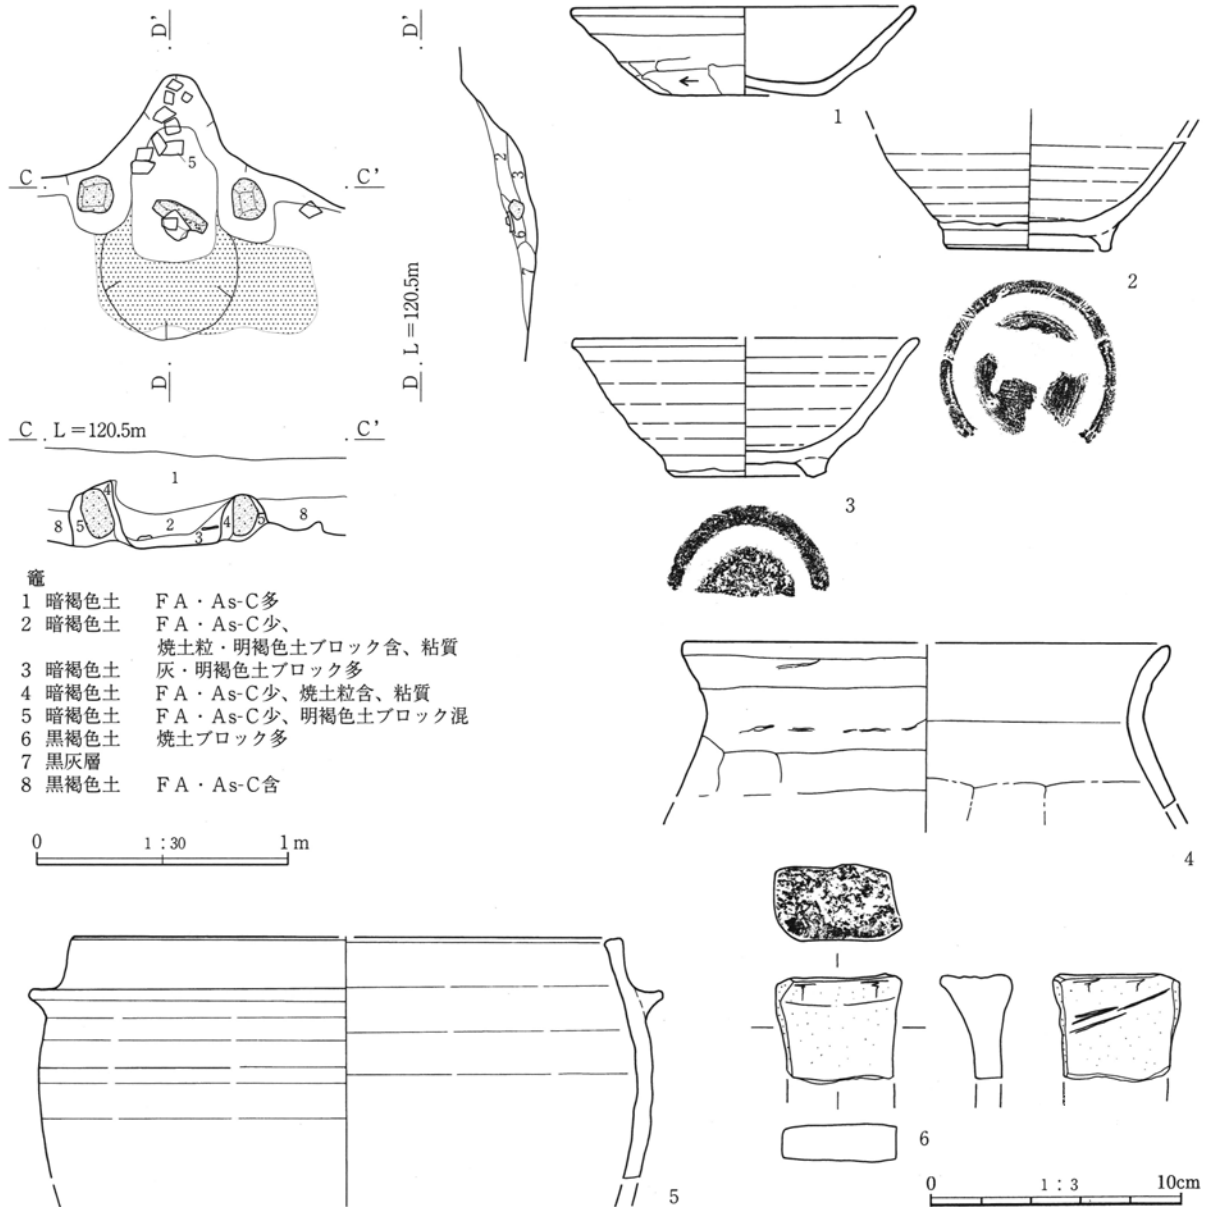 D'
D'
C
C'
5
D
D L＝120.5m
2
3
6
7
C L＝120.5m
C'
1
4
8
5
2
3
4
5
8
竈
1 暗褐色土 ＦＡ・As-C多
2 暗褐色土 ＦＡ・As-C少、
焼土粒・明褐色土ブロック含、粘質
3 暗褐色土 灰・明褐色土ブロック多
4 暗褐色土 ＦＡ・As-C少、焼土粒含、粘質
5 暗褐色土 ＦＡ・As-C少、明褐色土ブロック混
6 黒褐色土 焼土ブロック多
7 黒灰層
8 黒褐色土 ＦＡ・As-C含
0 1：30 1m
1
2
3
4
5
6
0 1：3 10cm